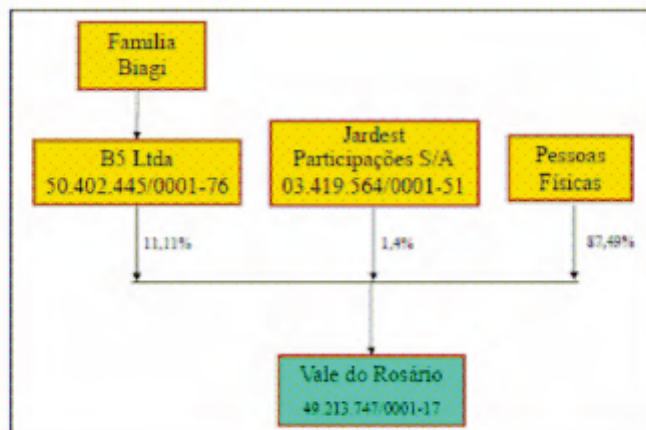 Familia
Biagi
B5 Ltda
50.402.445/0001-76
Jardest
Participações S/A
03.419.564/0001-51
Pessoas
Físicas
11,11%
1,4%
87,49%
Vale do Rosário
49.213.747/0001-17